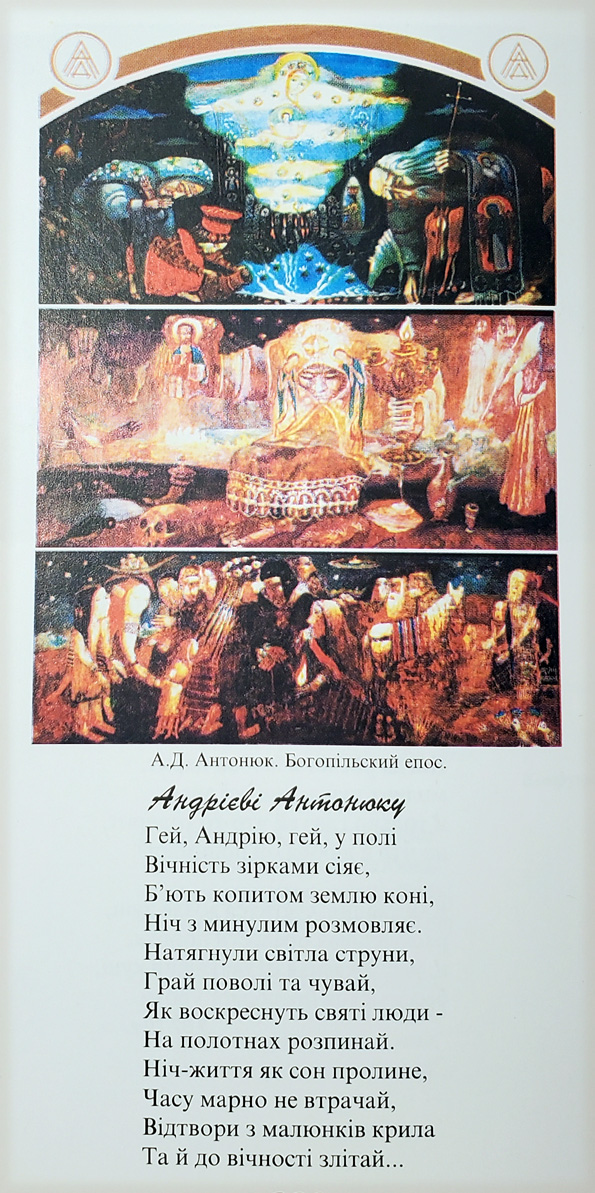 А.Д. Антонюк. Богопільский епос.
Андрієві Антонюку
Гей, Андрію, гей, у полі
Вічність зірками сіяє,
Б'ють копитом землю коні,
Ніч з минулим розмовляє.
Натягнули світла струни,
Грай поволі та чувай,
Як воскреснуть святі люди -
На полотнах розпинай.
Ніч-життя як сон пролине,
Часу марно не втрачай,
Відтвори з малюнків крила
Та й до вічності злітай...